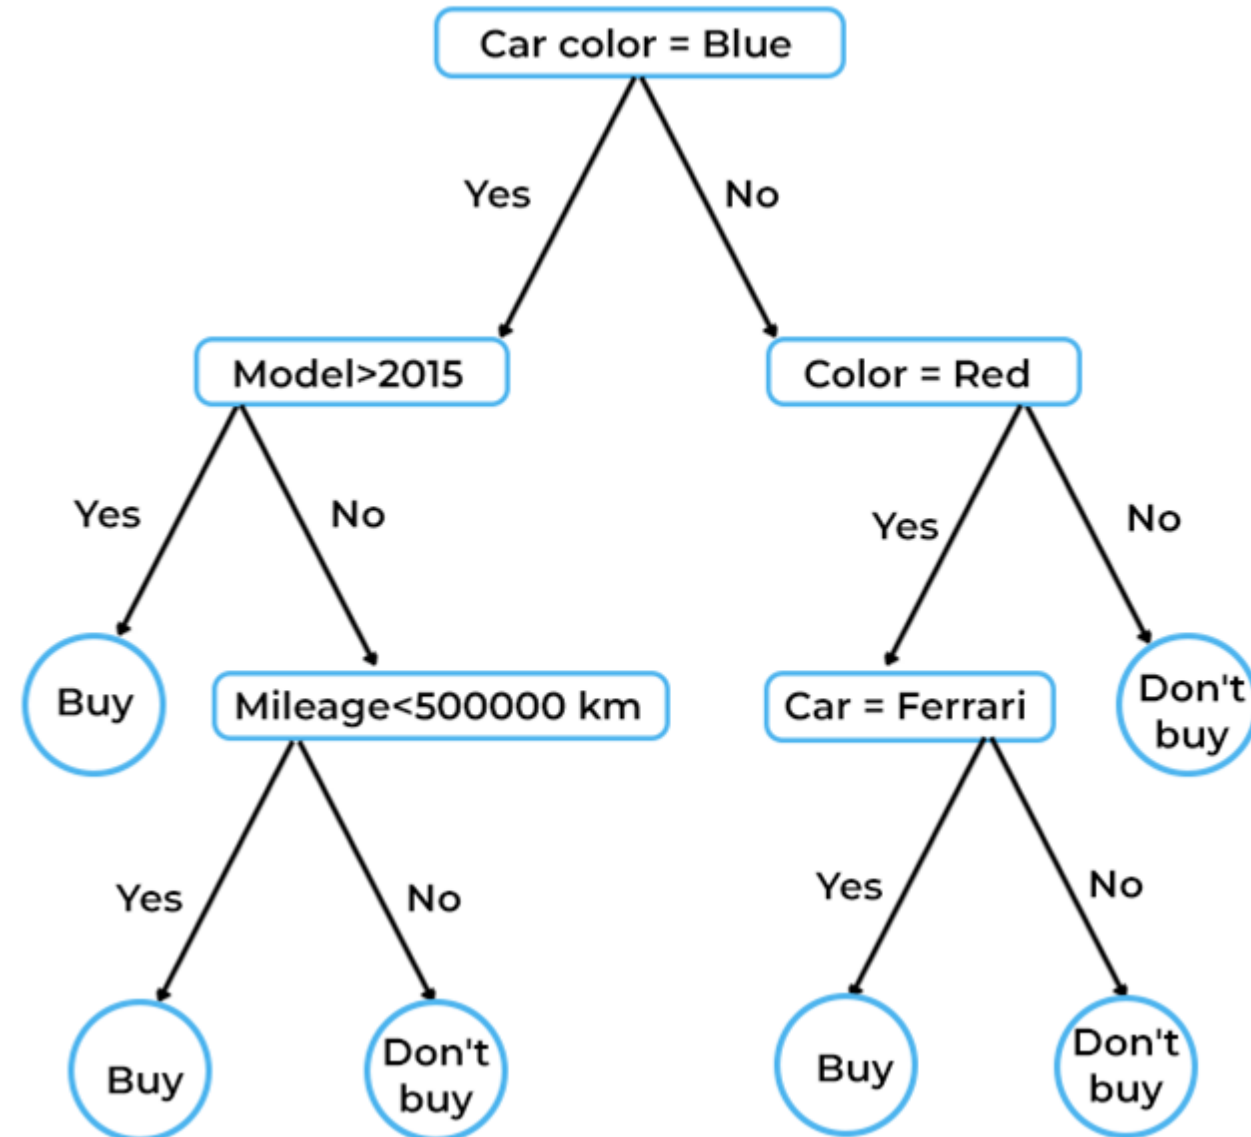 Car color = Blue
Yes
No
Model>2015
Color = Red
Yes
No
Yes
No
Buy
Mileage<500000 km
Car = Ferrari
Don't
buy
Yes
No
Yes
No
Buy
Don't
buy
Buy
Don't
buy